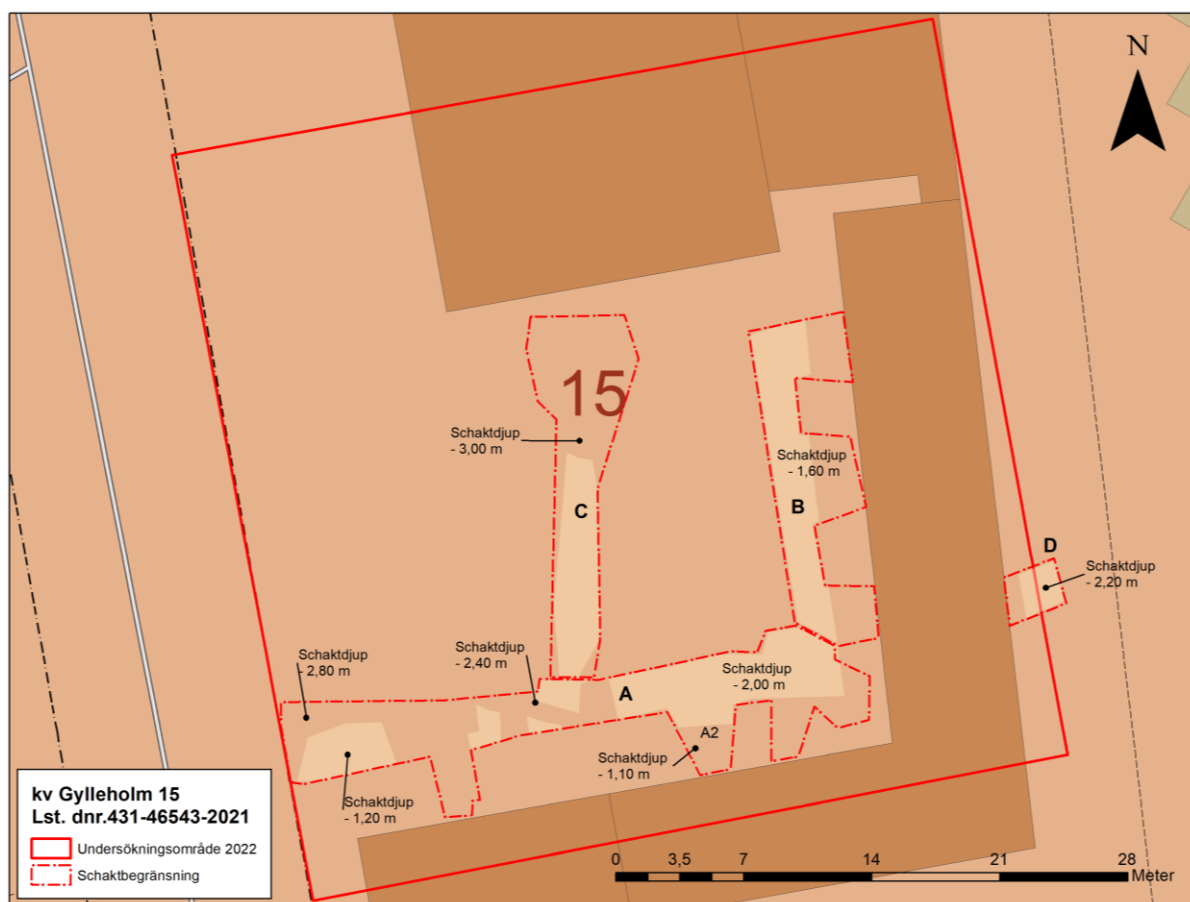 N
15
Schaktdjup
- 3,00 m
Schaktdjup
- 1,60 m
C
B
D
Schaktdjup
- 2,20 m
Schaktdjup
- 2,80 m
Schaktdjup
- 2,40 m
A
Schaktdjup
- 2,00 m
A2
Schaktdjup
- 1,10 m
Schaktdjup
- 1,20 m
kv Gylleholm 15
Lst. dnr.431-46543-2021
Undersökningsområde 2022
Schaktbegränsning
0 3,5 7 14 21 28
Meter